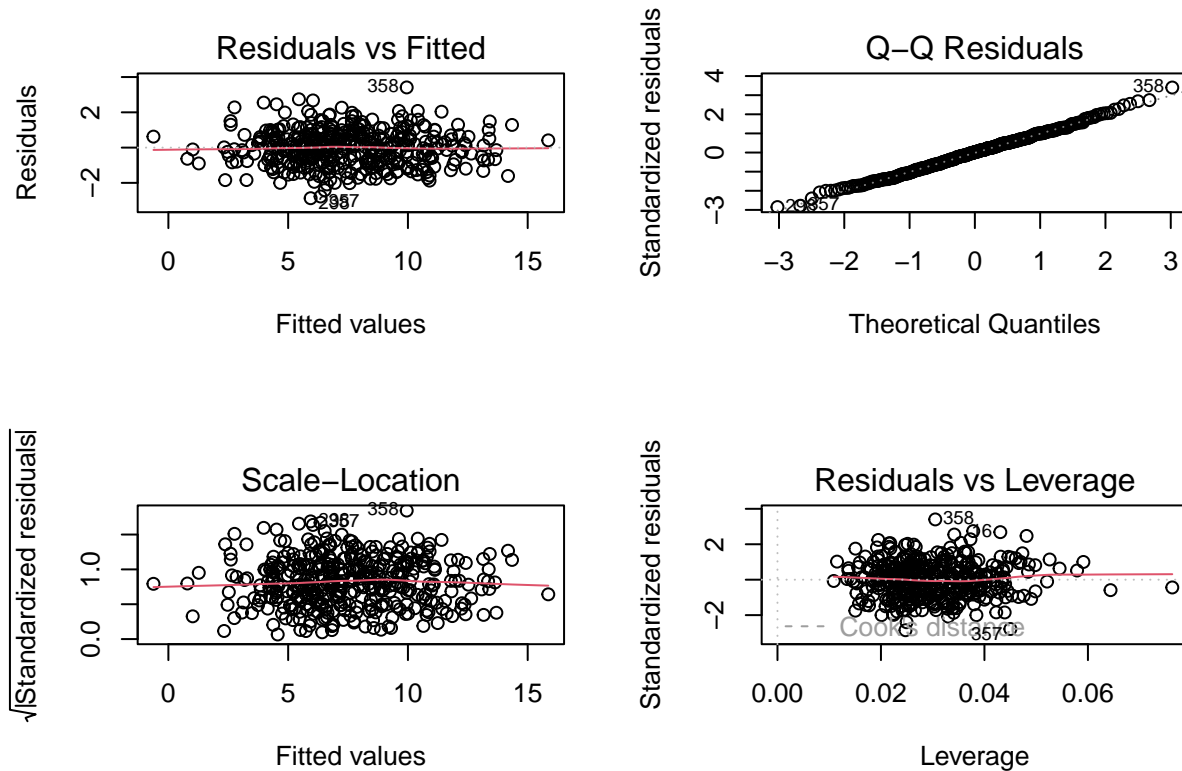 Residuals vs Fitted
Residuals
2
−2
358
0
5
10
15
Fitted values
Q−Q Residuals
Standardized residuals
4
2
0
−3
358
−3
−2
−1
0
1
2
3
Theoretical Quantiles
Scale−Location
√|Standardized residuals|
1.0
0.0
358
0
5
10
15
Fitted values
Residuals vs Leverage
Standardized residuals
2
−2
358
Cook's distance
357
0.00
0.02
0.04
0.06
Leverage